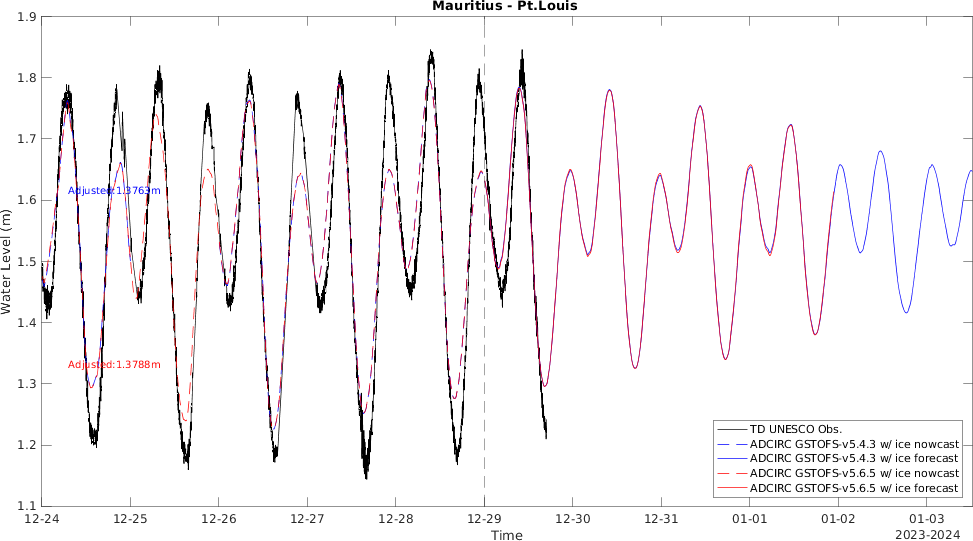 Mauritius - Pt.Louis
1.9
1.8
1.7
1.6
1.5
1.4
1.3
1.2
1.1
Water Level (m)
Adjusted:1.3763m
Adjusted:1.3788m
TD UNESCO Obs.
ADCIRC GSTOFS-v5.4.3 w/ ice nowcast
ADCIRC GSTOFS-v5.4.3 w/ ice forecast
ADCIRC GSTOFS-v5.6.5 w/ ice nowcast
ADCIRC GSTOFS-v5.6.5 w/ ice forecast
12-24 12-25 12-26 12-27 12-28 12-29 12-30 12-31 01-01 01-02 01-03
Time
2023-2024